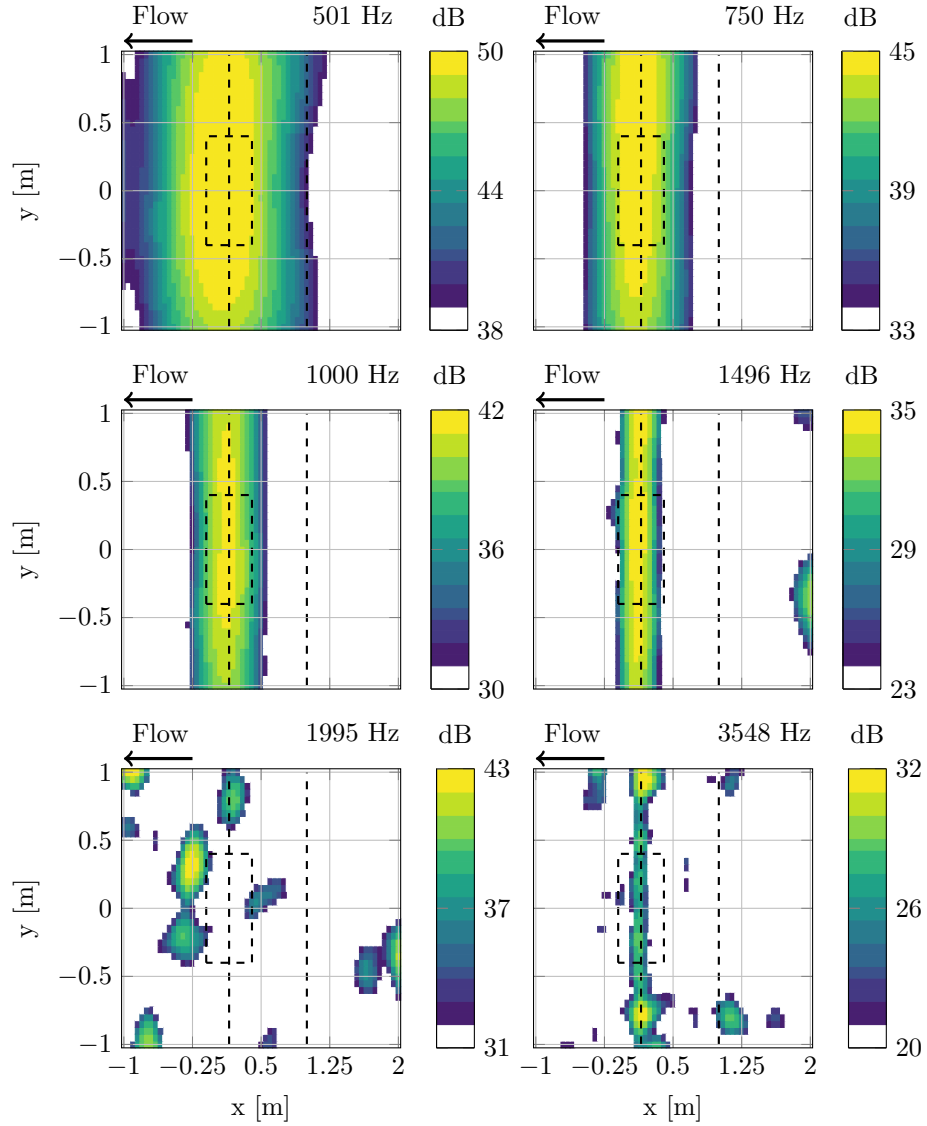 Flow 501 Hz dB
Flow 750 Hz dB
1 50 45
0.5
y [m] 0 44 39
−0.5
−1 38 33
Flow 1000 Hz dB
Flow 1496 Hz dB
1 42 35
0.5
y [m] 0 36 29
−0.5
−1 30 23
Flow 1995 Hz dB
Flow 3548 Hz dB
1 43 32
0.5
y [m] 0 37 26
−0.5
−1 31 20
−1 −0.25 0.5 1.25 2
−1 −0.25 0.5 1.25 2
x [m]
x [m]